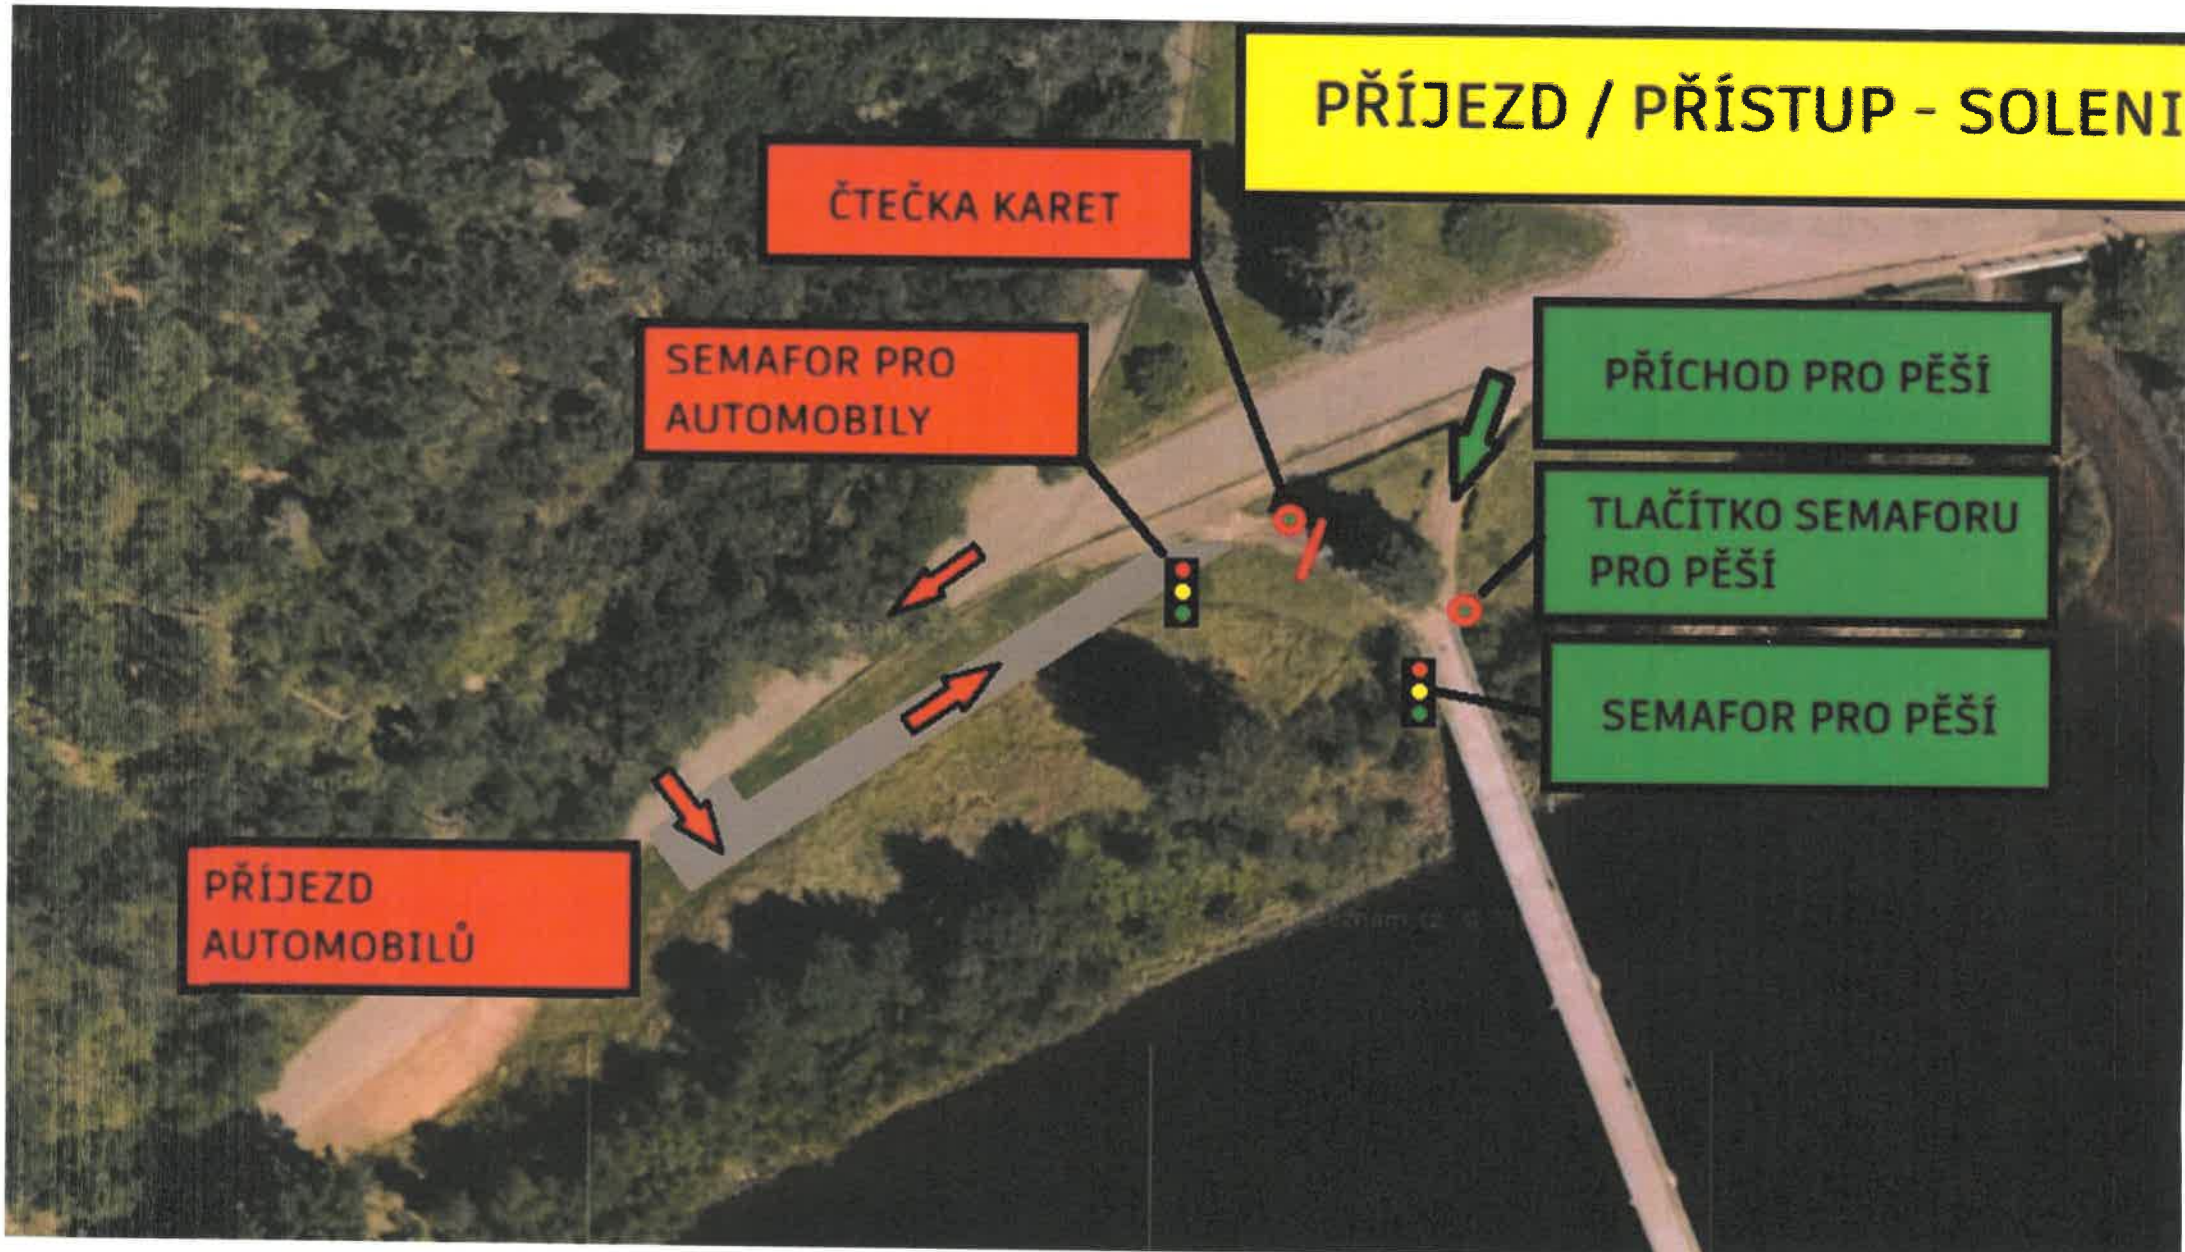 PŘÍJEZD / PŘÍSTUP - SOLENI
ČTEČKA KARET
SEMAFOR PRO
AUTOMOBILY
PŘÍCHOD PRO PĚŠÍ
TLAČÍTKO SEMAFORU
PRO PĚŠÍ
SEMAFOR PRO PĚŠÍ
PŘÍJEZD
AUTOMOBILŮ